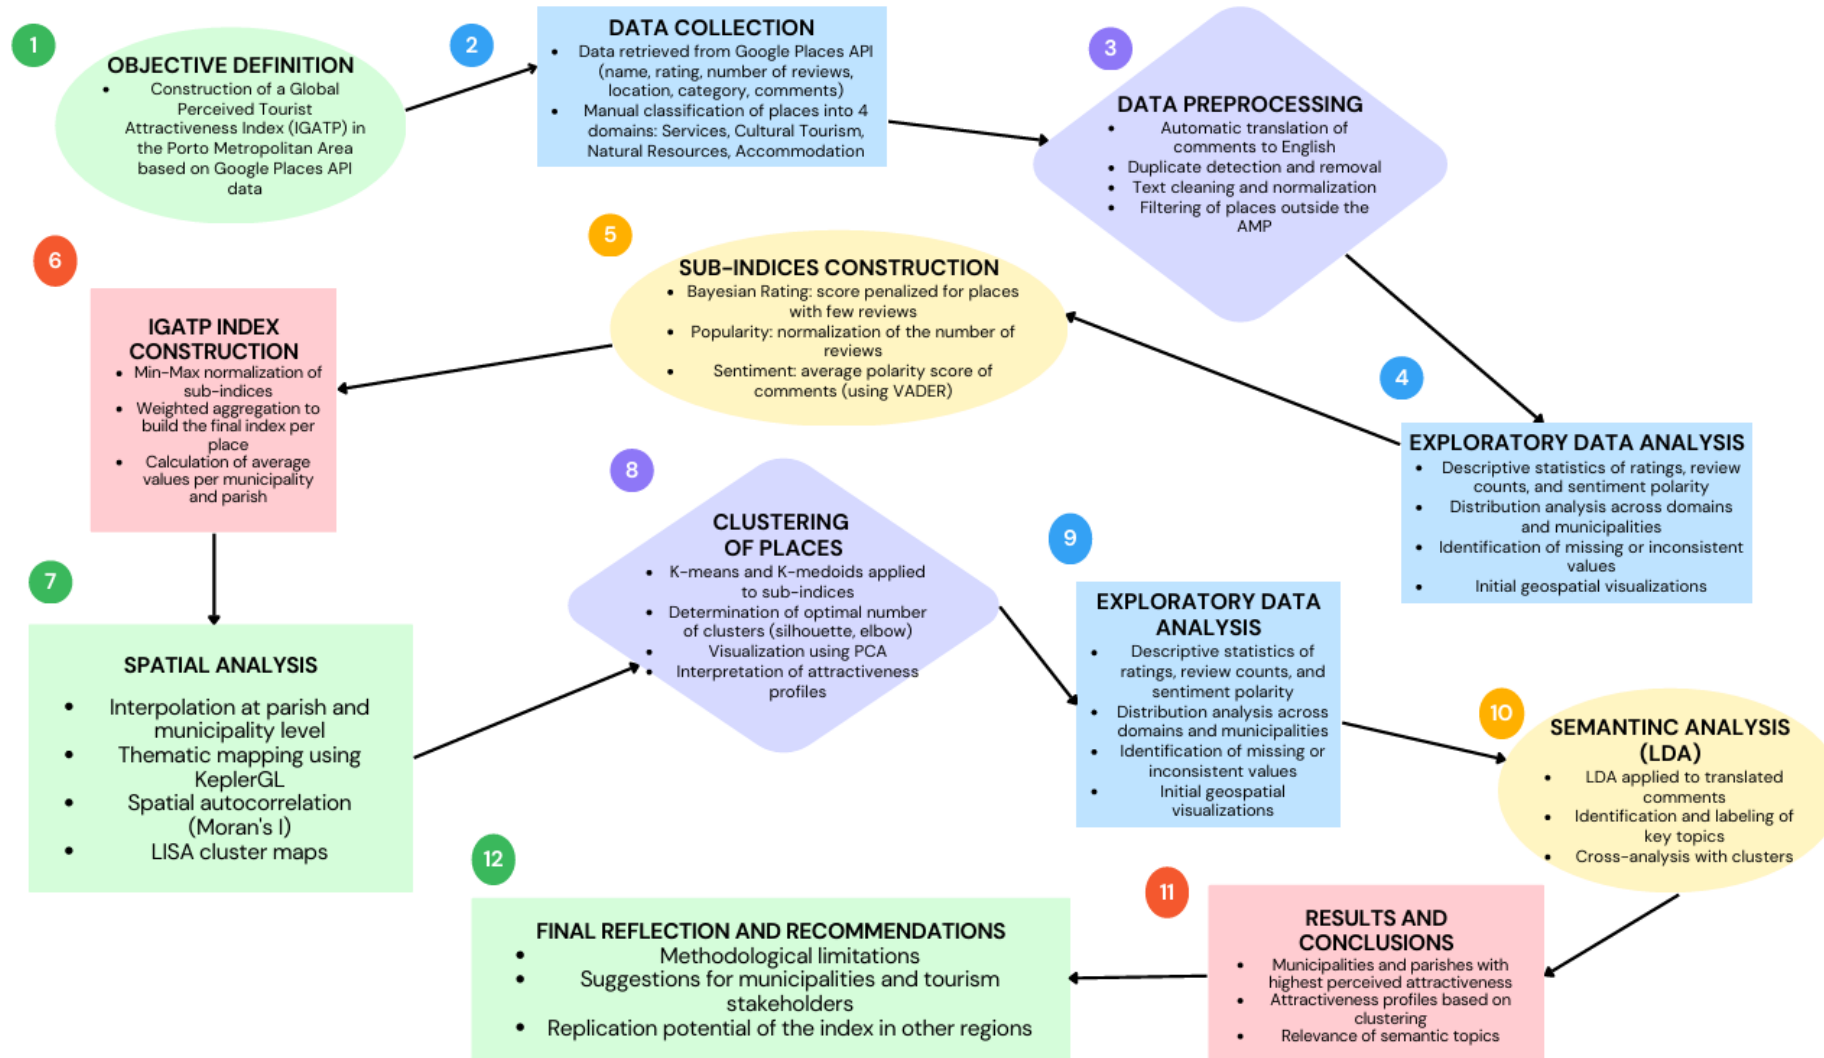 1
OBJECTIVE DEFINITION
• Construction of a Global
Perceived Tourist
Attractiveness Index (IGATP) in
the Porto Metropolitan Area
based on Google Places API
data
2
DATA COLLECTION
• Data retrieved from Google Places API
(name, rating, number of reviews,
location, category, comments)
• Manual classification of places into 4
domains: Services, Cultural Tourism,
Natural Resources, Accommodation
3
DATA PREPROCESSING
• Automatic translation of
comments to English
• Duplicate detection and removal
• Text cleaning and normalization
• Filtering of places outside the
AMP
4
EXPLORATORY DATA ANALYSIS
• Descriptive statistics of ratings, review
counts, and sentiment polarity
• Distribution analysis across domains
and municipalities
• Identification of missing or inconsistent
values
• Initial geospatial visualizations
5
SUB-INDICES CONSTRUCTION
• Bayesian Rating: score penalized for places
with few reviews
• Popularity: normalization of the number of
reviews
• Sentiment: average polarity score of
comments (using VADER)
6
IGATP INDEX
CONSTRUCTION
• Min-Max normalization of
sub-indices
• Weighted aggregation to
build the final index per
place
• Calculation of average
values per municipality
and parish
7
SPATIAL ANALYSIS
• Interpolation at parish and
municipality level
• Thematic mapping using
KeplerGL
• Spatial autocorrelation
(Moran's I)
• LISA cluster maps
8
CLUSTERING
OF PLACES
• K-means and K-medoids applied
to sub-indices
• Determination of optimal number
of clusters (silhouette, elbow)
• Visualization using PCA
• Interpretation of attractiveness
profiles
9
EXPLORATORY DATA
ANALYSIS
• Descriptive statistics of
ratings, review counts, and
sentiment polarity
• Distribution analysis across
domains and municipalities
• Identification of missing or
inconsistent values
• Initial geospatial
visualizations
10
SEMANTINC ANALYSIS
(LDA)
• LDA applied to translated
comments
• Identification and labeling of
key topics
• Cross-analysis with clusters
11
RESULTS AND
CONCLUSIONS
• Municipalities and parishes with
highest perceived attractiveness
• Attractiveness profiles based on
clustering
• Relevance of semantic topics
12
FINAL REFLECTION AND RECOMMENDATIONS
• Methodological limitations
• Suggestions for municipalities and tourism
stakeholders
• Replication potential of the index in other regions